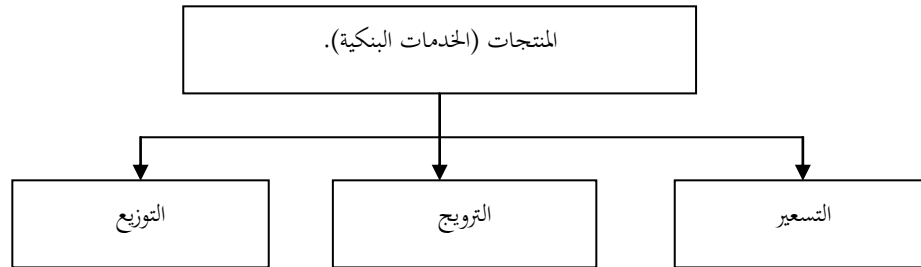 المنتجات (الخدمات البنكية).
التسعير
الترويج
التوزيع